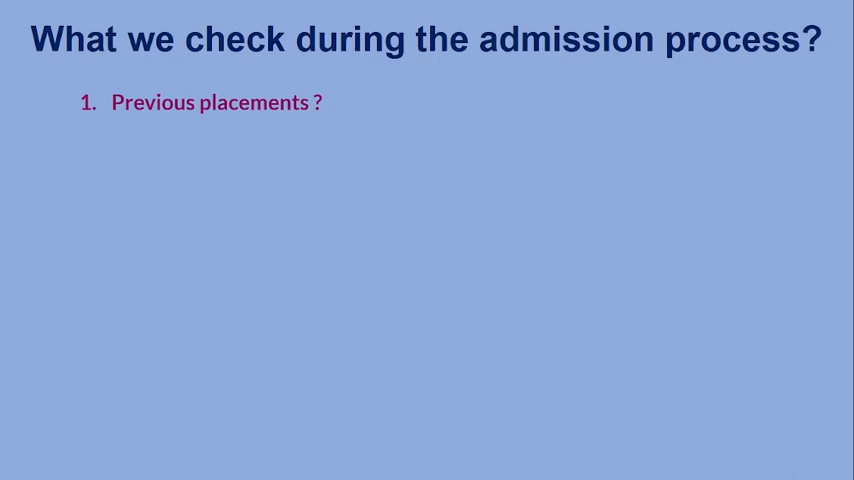 What we check during the admission process?
1. Previous placements ?